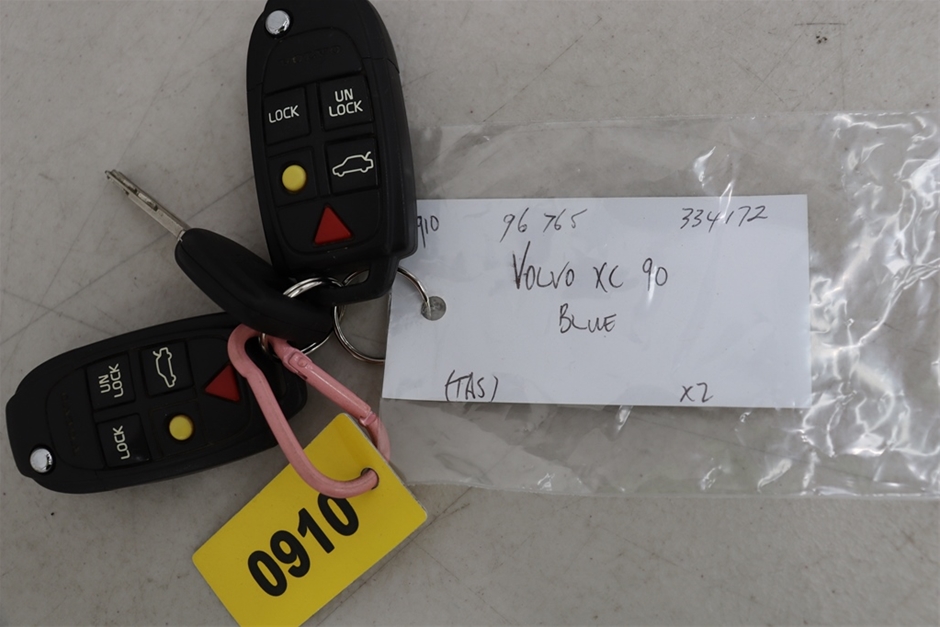 LOCK
UN
LOCK
910 96 765 334172
VOLVO XC 90
BLUE
(TAS) X2
UN
LOCK
LOCK
0910